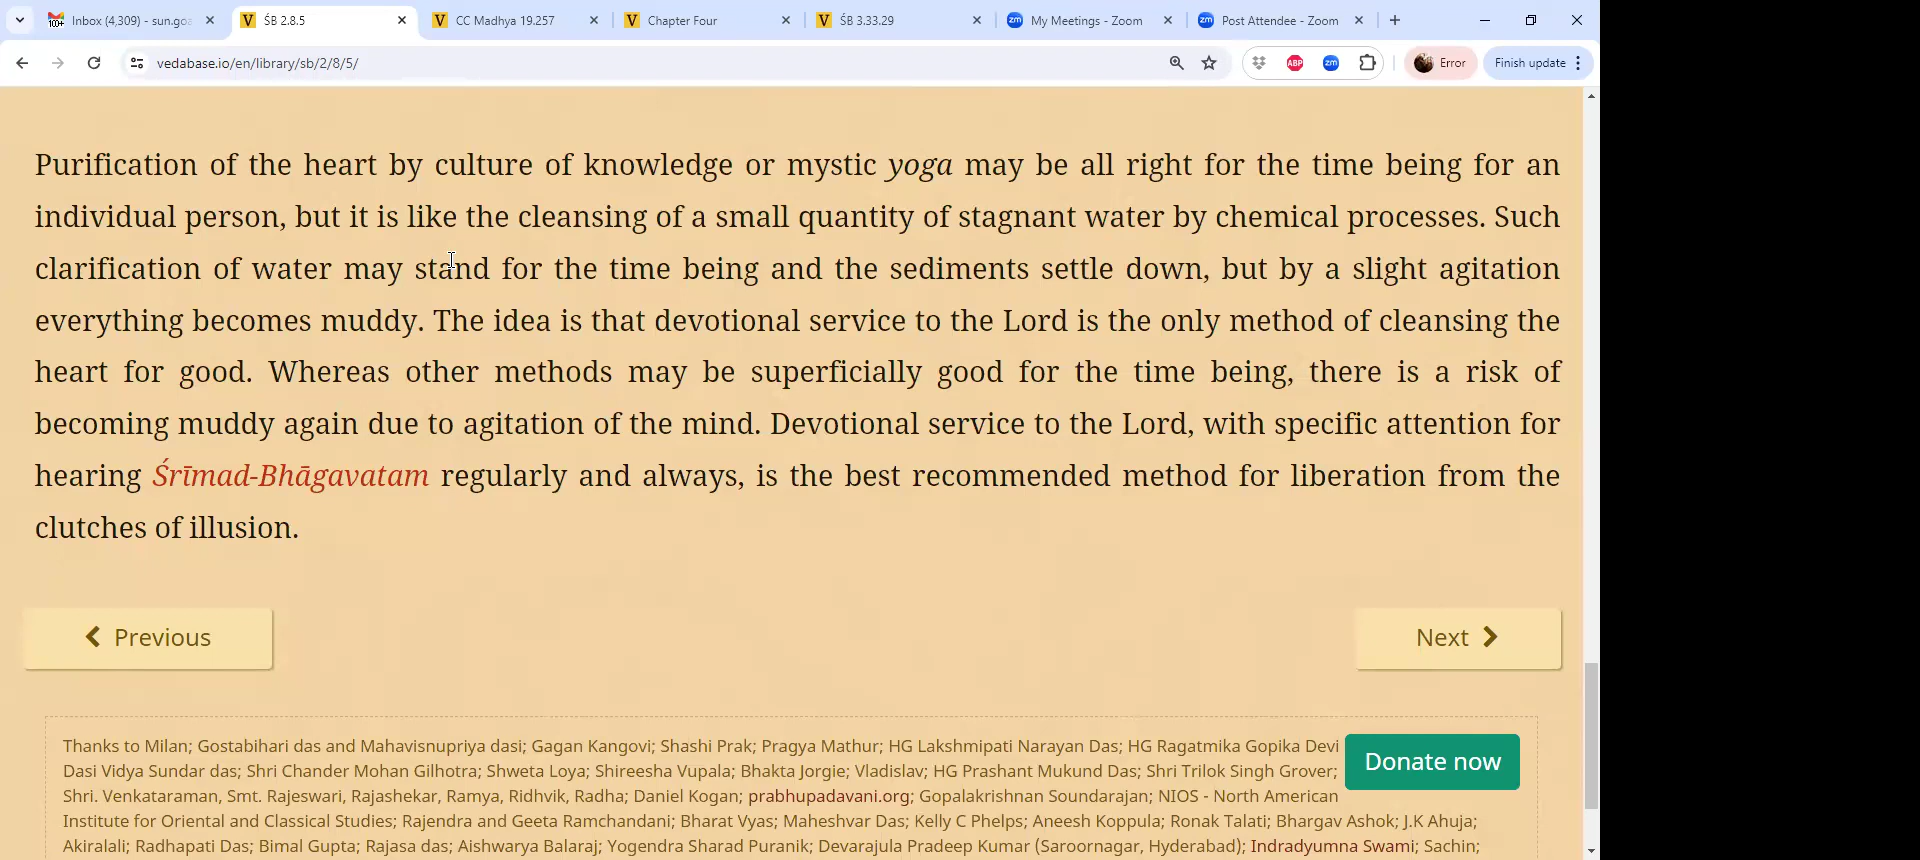 Inbox (4,309) - sun.goa
ŚB 2.8.5
CC Madhya 19.257
Chapter Four
ŚB 3.33.29
My Meetings - Zoom
Post Attendee - Zoom
vedabase.io/en/library/sb/2/8/5/
ABP
zm
Error
Finish update
Purification of the heart by culture of knowledge or mystic yoga may be all right for the time being for an
individual person, but it is like the cleansing of a small quantity of stagnant water by chemical processes. Such
clarification of water may stand for the time being and the sediments settle down, but by a slight agitation
everything becomes muddy. The idea is that devotional service to the Lord is the only method of cleansing the
heart for good. Whereas other methods may be superficially good for the time being, there is a risk of
becoming muddy again due to agitation of the mind. Devotional service to the Lord, with specific attention for
hearing Śrīmad-Bhāgavatam regularly and always, is the best recommended method for liberation from the
clutches of illusion.
Previous
Next
Thanks to Milan; Gostabihari das and Mahavisnupriya dasi; Gagan Kangovi; Shashi Prak; Pragya Mathur; HG Lakshmipati Narayan Das; HG Ragatmika Gopika Devi
Dasi Vidya Sundar das; Shri Chander Mohan Gilhotra; Shweta Loya; Shireesha Vupala; Bhakta Jorgie; Vladislav; HG Prashant Mukund Das; Shri Trilok Singh Grover;
Shri. Venkataraman, Smt. Rajeswari, Rajashekar, Ramya, Ridhvik, Radha; Daniel Kogan; prabhupadavani.org; Gopalakrishnan Soundarajan; NIOS - North American
Institute for Oriental and Classical Studies; Rajendra and Geeta Ramchandani; Bharat Vyas; Maheshvar Das; Kelly C Phelps; Aneesh Koppula; Ronak Talati; Bhargav Ashok; J.K Ahuja;
Akiralali; Radhapati Das; Bimal Gupta; Rajasa das; Aishwarya Balaraj; Yogendra Sharad Puranik; Devarajula Pradeep Kumar (Saroornagar, Hyderabad); Indradyumna Swami; Sachin;
Donate now